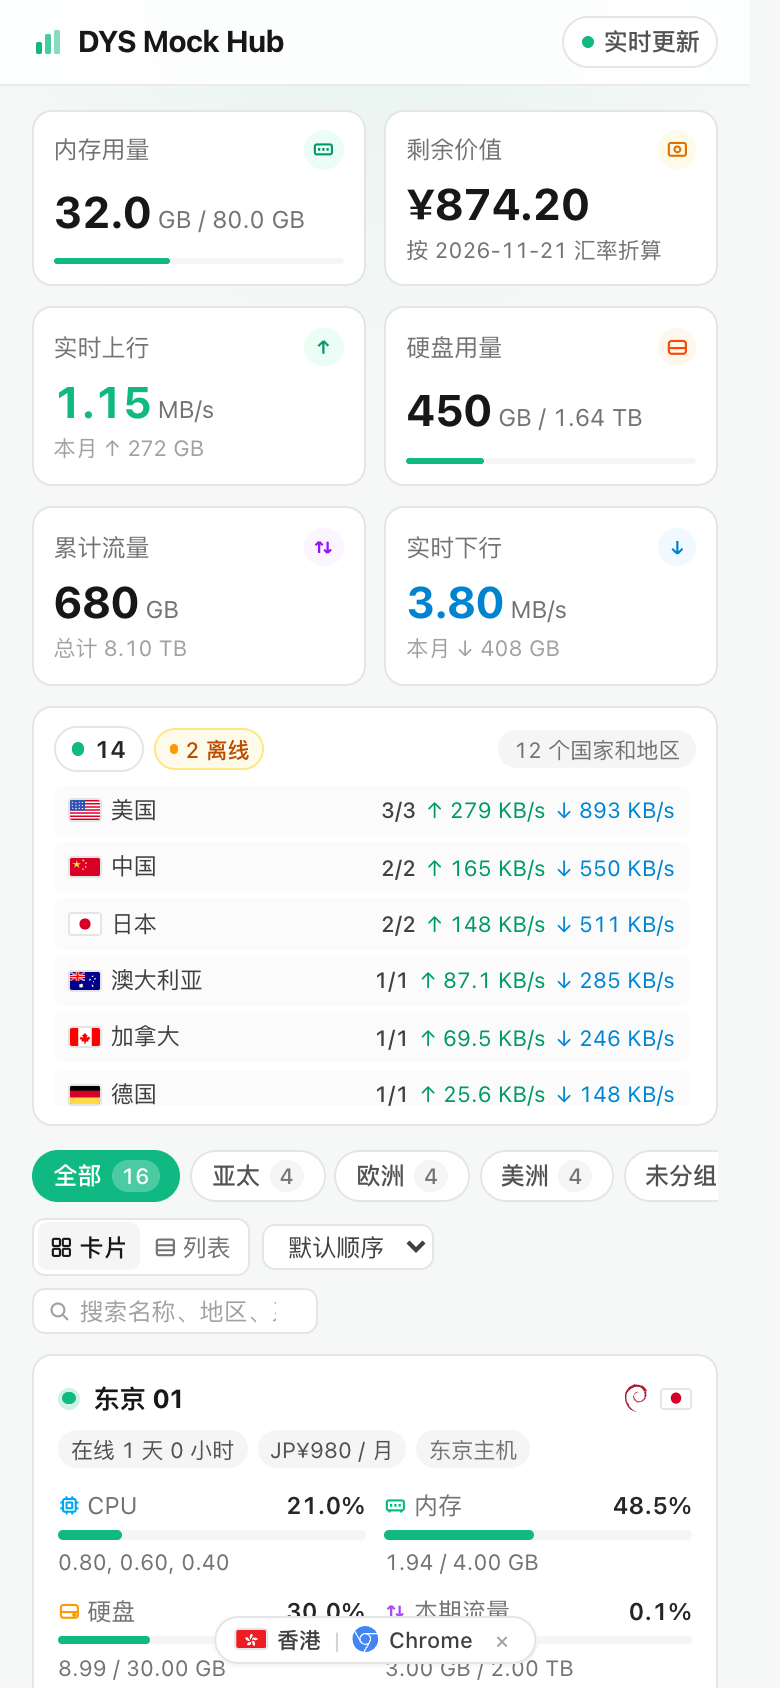 DYS Mock Hub
实时更新
内存用量
32.0 GB / 80.0 GB
剩余价值
¥874.20
按 2026-11-21 汇率折算
实时上行
1.15 MB/s
本月 ↑ 272 GB
硬盘用量
450 GB / 1.64 TB
累计流量
680 GB
总计 8.10 TB
实时下行
3.80 MB/s
本月 ↓ 408 GB
14
2 离线
12 个国家和地区
美国 3/3 ↑ 279 KB/s ↓ 893 KB/s
中国 2/2 ↑ 165 KB/s ↓ 550 KB/s
日本 2/2 ↑ 148 KB/s ↓ 511 KB/s
澳大利亚 1/1 ↑ 87.1 KB/s ↓ 285 KB/s
加拿大 1/1 ↑ 69.5 KB/s ↓ 246 KB/s
德国 1/1 ↑ 25.6 KB/s ↓ 148 KB/s
全部 16 亚太 4 欧洲 4 美洲 4 未分组
卡片 列表 默认顺序
搜索名称、地区、
东京 01
在线 1 天 0 小时 JP¥980 / 月 东京主机
CPU 21.0%
0.80, 0.60, 0.40
内存 48.5%
1.94 / 4.00 GB
硬盘 30.0%
8.99 / 30.00 GB
本期流量 0.1%
3.00 GB / 2.00 TB
香港 | Chrome ×